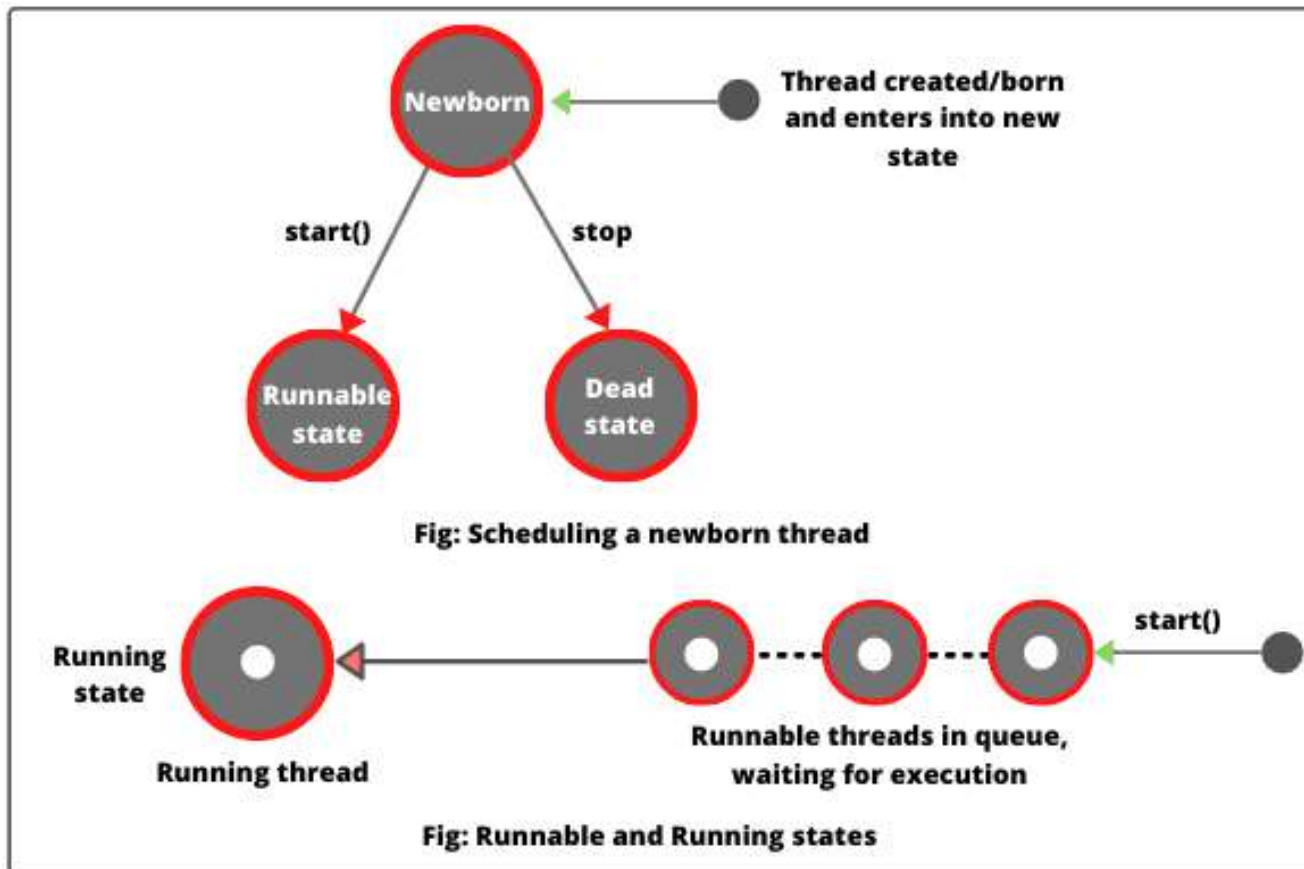 Newborn
Thread created/born
and enters into new
state
start()
stop
Runnable
state
Dead
state
Fig: Scheduling a newborn thread
Running
state
start()
Running thread
Runnable threads in queue,
waiting for execution
Fig: Runnable and Running states